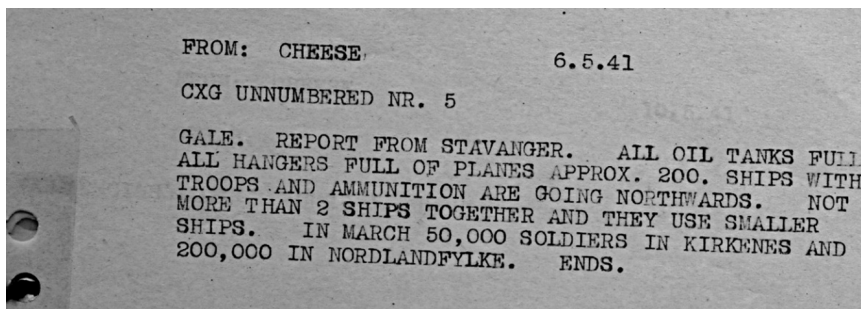 FROM: CHEESE. 6.5.41
CXG UNNUMBERED NR. 5
GALE. REPORT FROM STAVANGER. ALL OIL TANKS FULL
ALL HANGERS FULL OF PLANES APPROX. 200. SHIPS WITH
TROOPS AND AMMUNITION ARE GOING NORTHWARDS. NOT
MORE THAN 2 SHIPS TOGETHER AND THEY USE SMALLER
SHIPS. IN MARCH 50,000 SOLDIERS IN KIRKENES AND
200,000 IN NORDLANDFYLKE. ENDS.